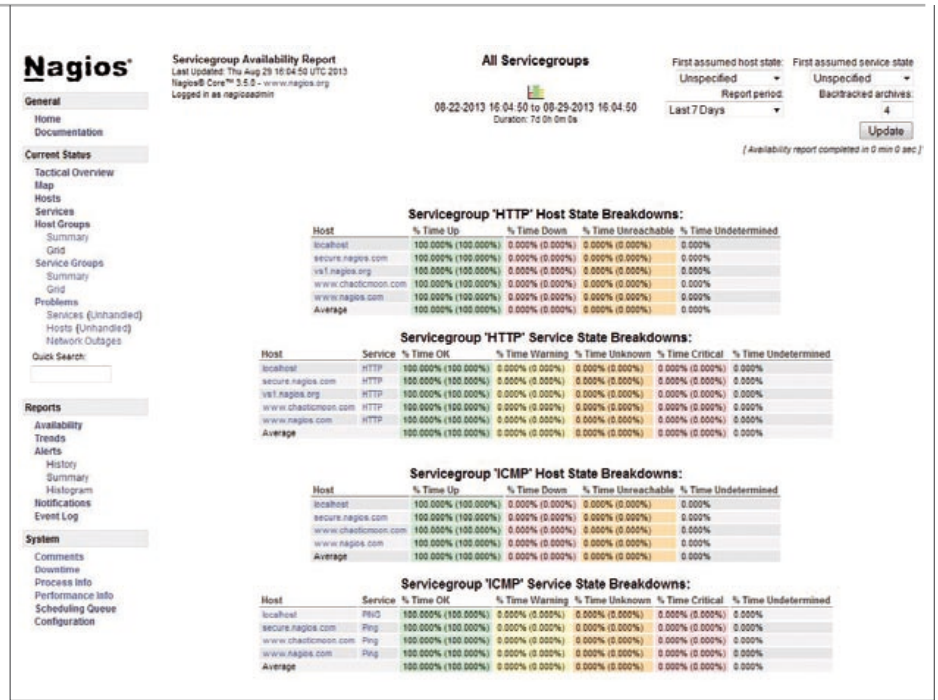 Nagios®
General
Home
Documentation
Current Status
Tactical Overview
Map
Hosts
Services
Host Groups
Summary
Grid
Service Groups
Summary
Grid
Problems
Services (Unhandled)
Hosts (Unhandled)
Network Outages
Quick Search:
Reports
Availability
Trends
Alerts
History
Summary
Histogram
Notifications
Event Log
System
Comments
Downtime
Process Info
Performance Info
Scheduling Queue
Configuration
Servicegroup Availability Report
Last Updated: Thu Aug 29 16:04:50 UTC 2013
Nagios® Core™ 3.5.0 - www.nagios.org
Logged in as nagiosadmin
All Servicegroups
08-22-2013 16:04:50 to 08-29-2013 16:04:50
Duration: 7d 0h 0m 0s
First assumed host state: First assumed service state
Unspecified Unspecified
Report period: Backtracked archives:
Last 7 Days 4
Update
[ Availability report completed in 0 min 0 sec ]
Servicegroup 'HTTP' Host State Breakdowns:
Host % Time Up % Time Down % Time Unreachable % Time Undetermined
localhost 100.000% (100.000%) 0.000% (0.000%) 0.000% (0.000%) 0.000%
secure.nagios.com 100.000% (100.000%) 0.000% (0.000%) 0.000% (0.000%) 0.000%
vs1.nagios.org 100.000% (100.000%) 0.000% (0.000%) 0.000% (0.000%) 0.000%
www.chaoticmoon.com 100.000% (100.000%) 0.000% (0.000%) 0.000% (0.000%) 0.000%
www.nagios.com 100.000% (100.000%) 0.000% (0.000%) 0.000% (0.000%) 0.000%
Average 100.000% (100.000%) 0.000% (0.000%) 0.000% (0.000%) 0.000%
Servicegroup 'HTTP' Service State Breakdowns:
Host Service % Time OK % Time Warning % Time Unknown % Time Critical % Time Undetermined
localhost HTTP 100.000% (100.000%) 0.000% (0.000%) 0.000% (0.000%) 0.000% (0.000%) 0.000%
secure.nagios.com HTTP 100.000% (100.000%) 0.000% (0.000%) 0.000% (0.000%) 0.000% (0.000%) 0.000%
vs1.nagios.org HTTP 100.000% (100.000%) 0.000% (0.000%) 0.000% (0.000%) 0.000% (0.000%) 0.000%
www.chaoticmoon.com HTTP 100.000% (100.000%) 0.000% (0.000%) 0.000% (0.000%) 0.000% (0.000%) 0.000%
www.nagios.com HTTP 100.000% (100.000%) 0.000% (0.000%) 0.000% (0.000%) 0.000% (0.000%) 0.000%
Average 100.000% (100.000%) 0.000% (0.000%) 0.000% (0.000%) 0.000% (0.000%) 0.000%
Servicegroup 'ICMP' Host State Breakdowns:
Host % Time Up % Time Down % Time Unreachable % Time Undetermined
localhost 100.000% (100.000%) 0.000% (0.000%) 0.000% (0.000%) 0.000%
secure.nagios.com 100.000% (100.000%) 0.000% (0.000%) 0.000% (0.000%) 0.000%
www.chaoticmoon.com 100.000% (100.000%) 0.000% (0.000%) 0.000% (0.000%) 0.000%
www.nagios.com 100.000% (100.000%) 0.000% (0.000%) 0.000% (0.000%) 0.000%
Average 100.000% (100.000%) 0.000% (0.000%) 0.000% (0.000%) 0.000%
Servicegroup 'ICMP' Service State Breakdowns:
Host Service % Time OK % Time Warning % Time Unknown % Time Critical % Time Undetermined
localhost PING 100.000% (100.000%) 0.000% (0.000%) 0.000% (0.000%) 0.000% (0.000%) 0.000%
secure.nagios.com Ping 100.000% (100.000%) 0.000% (0.000%) 0.000% (0.000%) 0.000% (0.000%) 0.000%
www.chaoticmoon.com Ping 100.000% (100.000%) 0.000% (0.000%) 0.000% (0.000%) 0.000% (0.000%) 0.000%
www.nagios.com Ping 100.000% (100.000%) 0.000% (0.000%) 0.000% (0.000%) 0.000% (0.000%) 0.000%
Average 100.000% (100.000%) 0.000% (0.000%) 0.000% (0.000%) 0.000% (0.000%) 0.000%